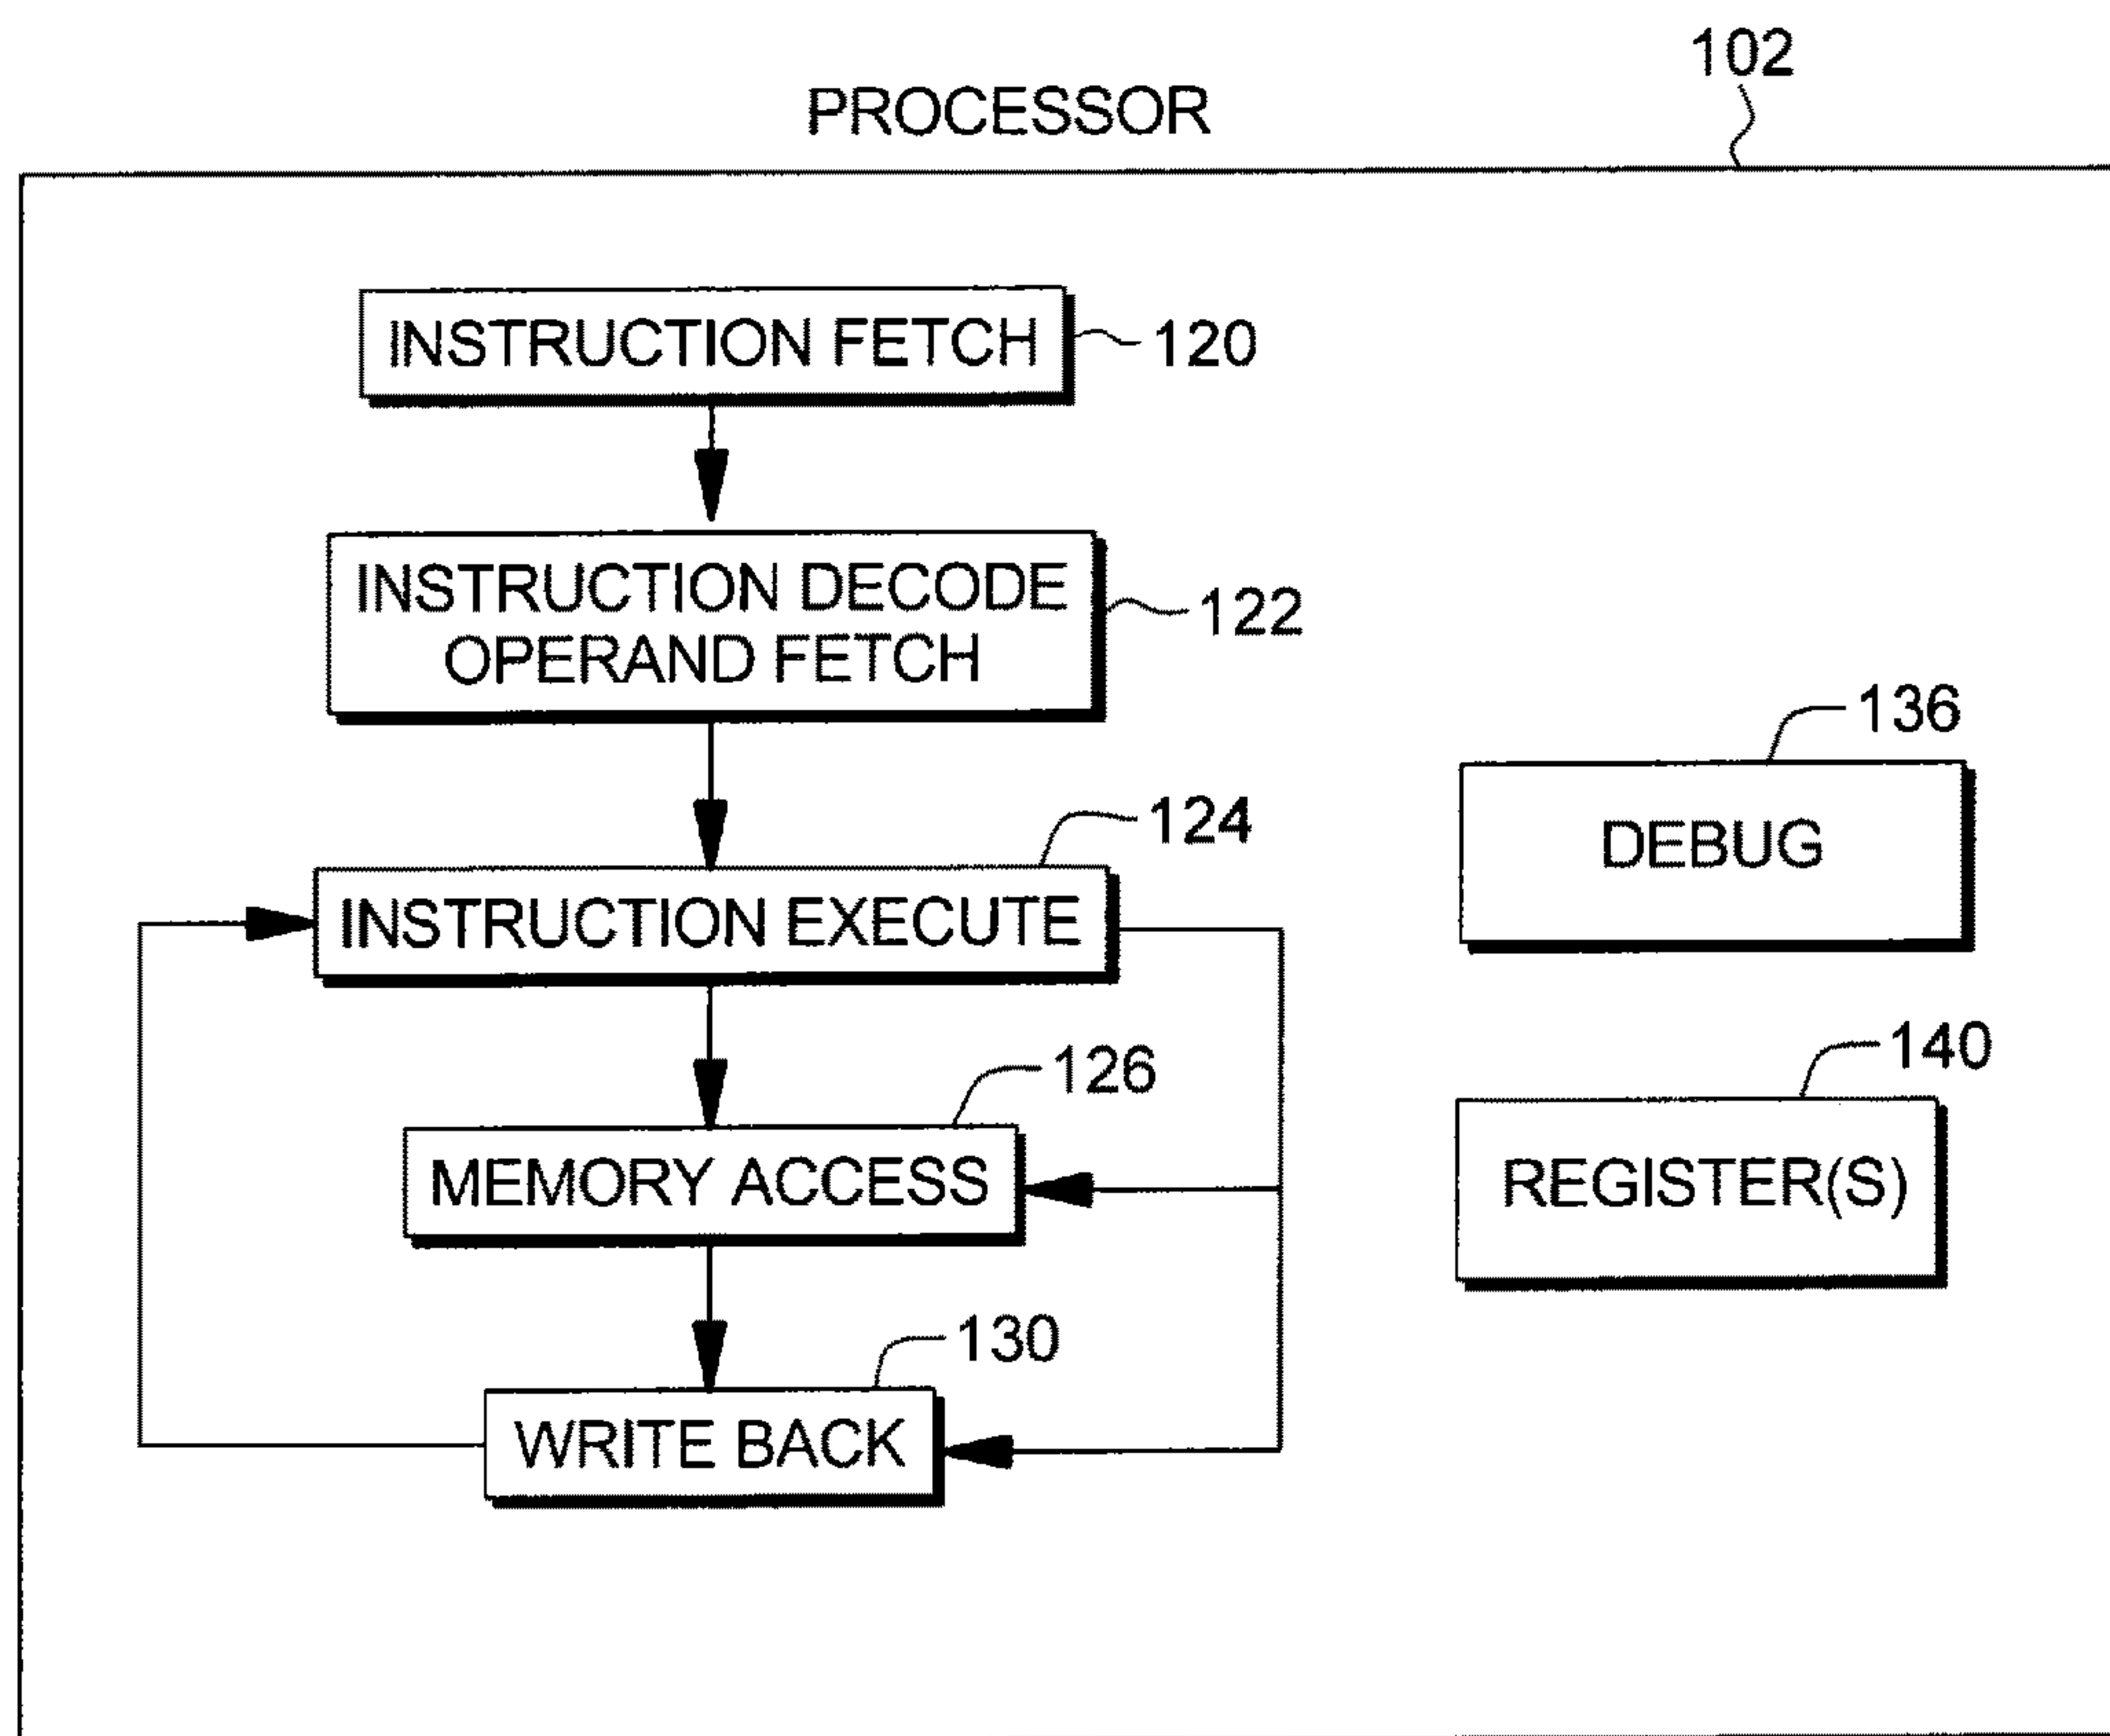 102
PROCESSOR
INSTRUCTION FETCH
120
INSTRUCTION DECODE
OPERAND FETCH
122
136
DEBUG
124
INSTRUCTION EXECUTE
140
REGISTER(S)
126
MEMORY ACCESS
130
WRITE BACK